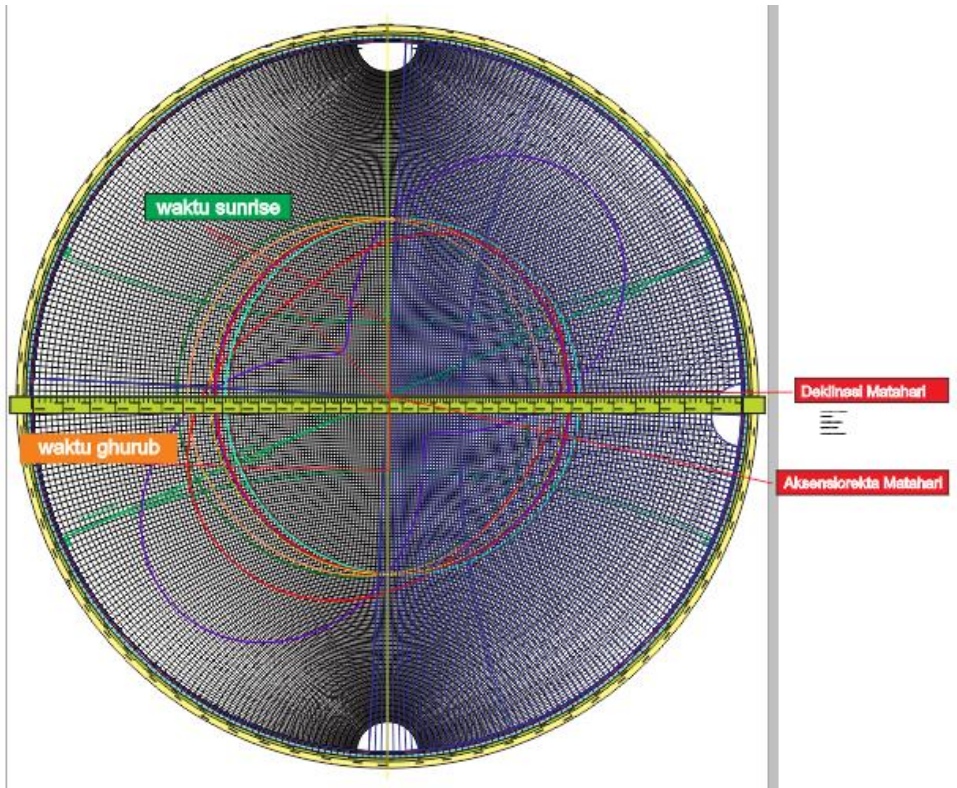 waktu sunrise
Deklinasi Matahari
waktu ghurub
Aksensiorekta Matahari